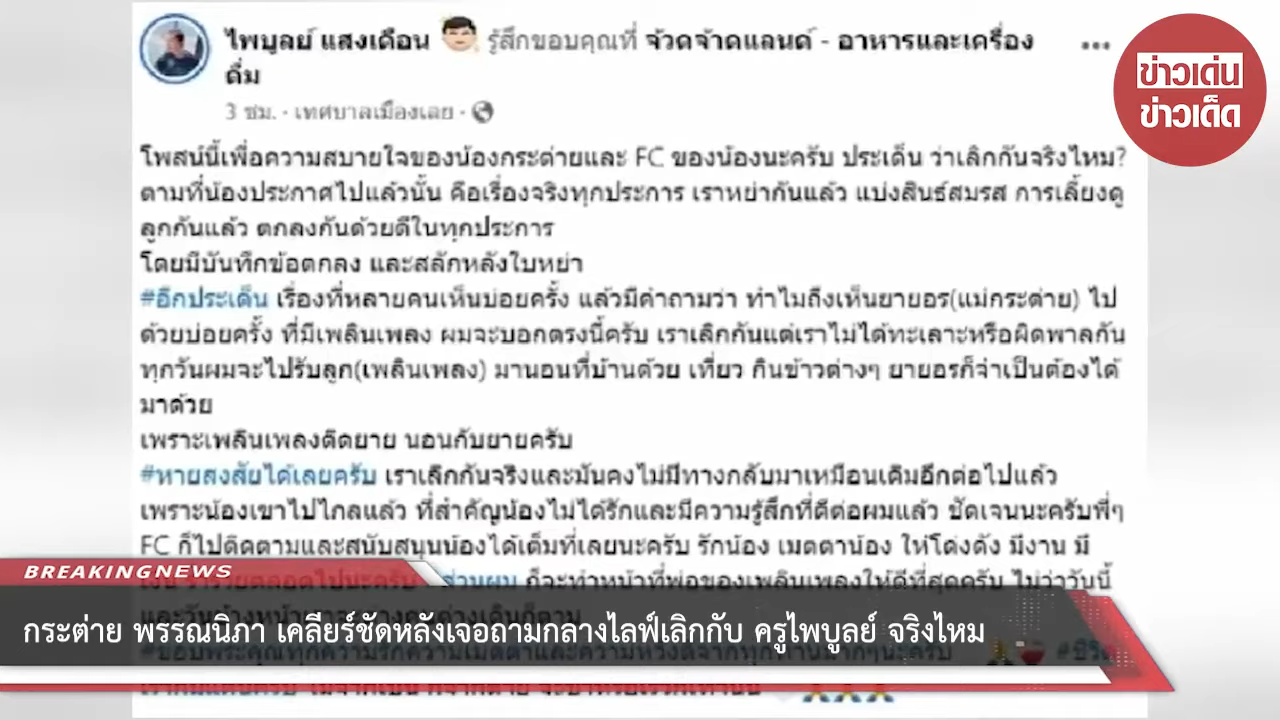 ไพบูลย์ แสงเดือน รู้สึกขอบคุณที่ จ้วดจ้าดแลนด์ - อาหารและเครื่อง
ดื่ม
3 ชม. · เทศบาลเมืองเลย ·
ข่าวเด่น
ข่าวเด็ด
โพสน์นี้เพื่อความสบายใจของน้องกระต่ายและ FC ของน้องนะครับ ประเด็น ว่าเลิกกันจริงไหม?
ตามที่น้องประกาศไปแล้วนั้น คือเรื่องจริงทุกประการ เราหย่ากันแล้ว แบ่งสินธ์สมรส การเลี้ยงดู
ลูกกันแล้ว ตกลงกันด้วยดีในทุกประการ
โดยมีบันทึกข้อตกลง และสลักหลังใบหย่า
#อีกประเด็น เรื่องที่หลายคนเห็นบ่อยครั้ง แล้วมีคำถามว่า ทำไมถึงเห็นยายอร(แม่กระต่าย) ไป
ด้วยบ่อยครั้ง ที่มีเพลินเพลง ผมจะบอกตรงนี้ครับ เราเลิกกันแต่เราไม่ได้ทะเลาะหรือผิดพาลกัน
ทุกวันผมจะไปรับลูก(เพลินเพลง) มานอนที่บ้านด้วย เที่ยว กินข้าวต่างๆ ยายอรก็จำเป็นต้องได้
มาด้วย
เพราะเพลินเพลงติดยาย นอนกับยายครับ
#หายสงสัยได้เลยครับ เราเลิกกันจริงและมันคงไม่มีทางกลับมาเหมือนเดิมอีกต่อไปแล้ว
เพราะน้องเขาไปไกลแล้ว ที่สำคัญน้องไม่ได้รักและมีความรู้สึกที่ดีต่อผมแล้ว ชัดเจนนะครับพี่ๆ
FC ก็ไปติดตามและสนับสนุนน้องได้เต็มที่เลยนะครับ รักน้อง เมตตาน้อง ให้โด่งดัง มีงาน มี
ก็จะทำหน้าที่พ่อของเพลินเพลงให้ดีที่สุดครับ ไม่ว่าวันนี้
BREAKINGNEWS
กระต่าย พรรณนิภา เคลียร์ชัดหลังเจอถามกลางไลฟ์เลิกกับ ครูไพบูลย์ จริงไหม